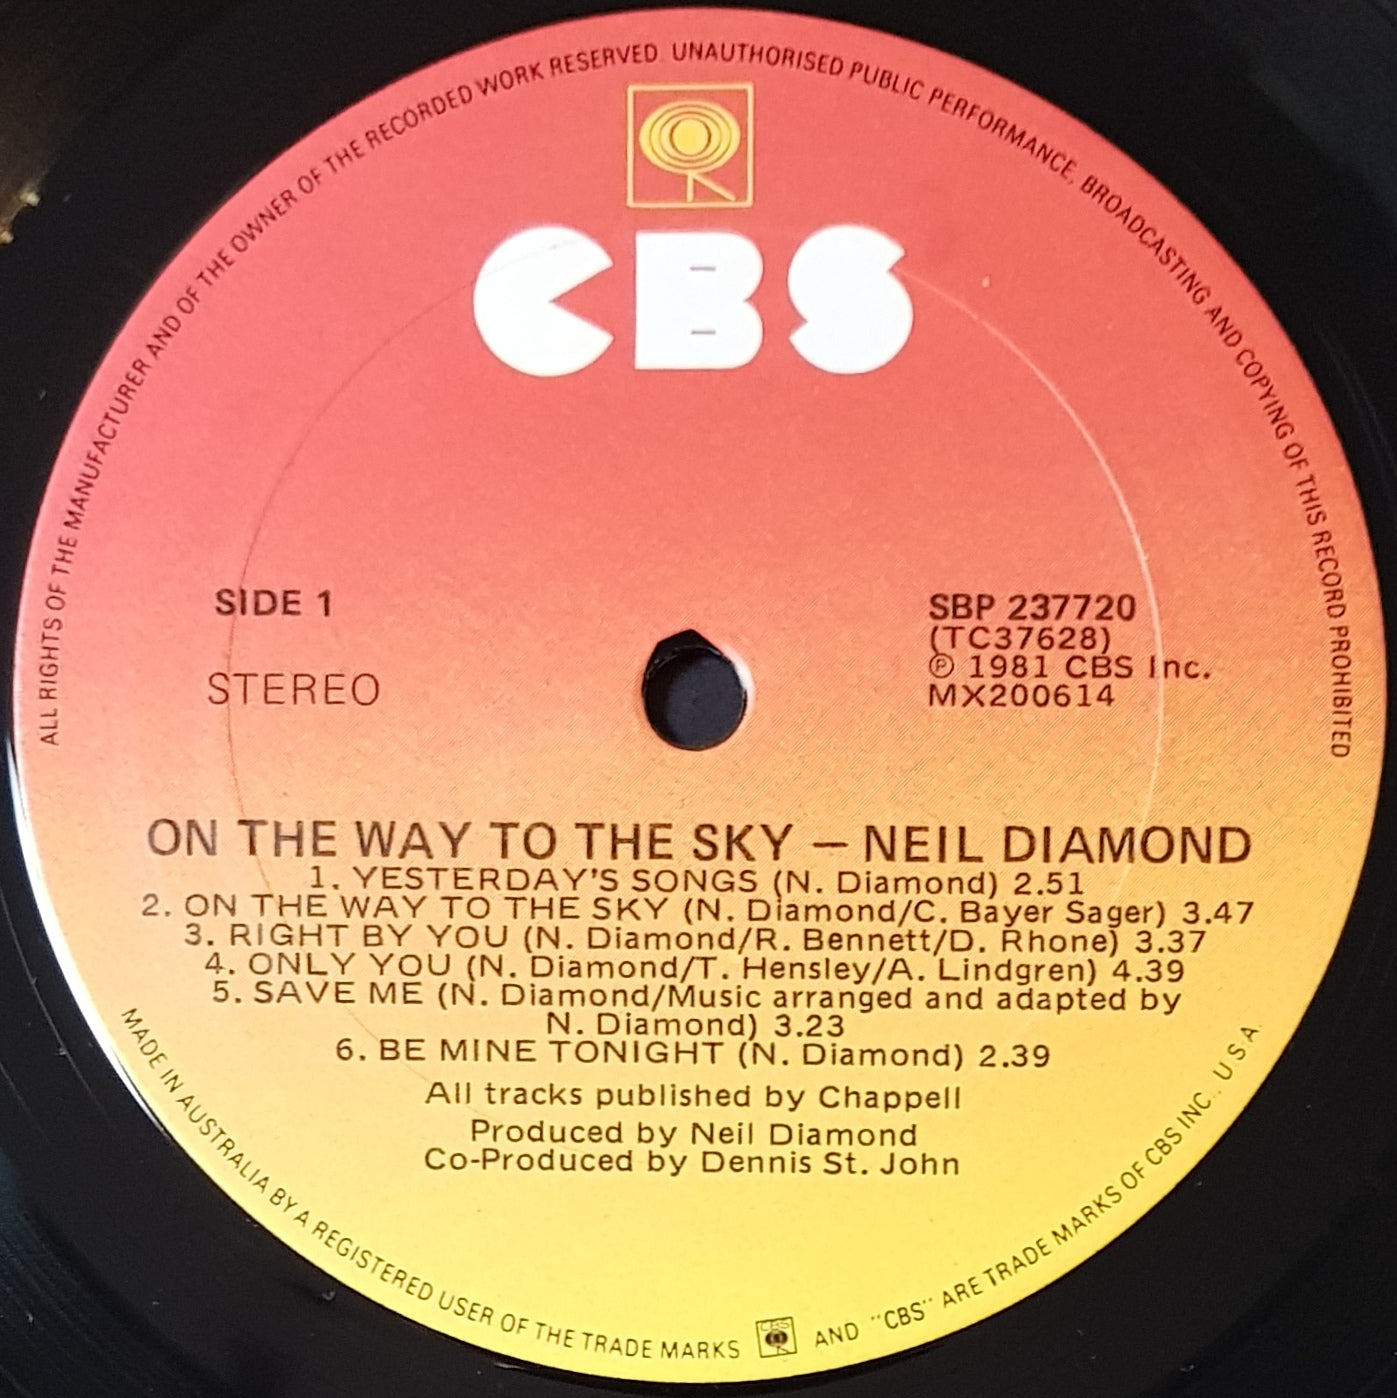 ALL RIGHTS OF THE MANUFACTURER AND OF THE OWNER OF THE RECORDED WORK RESERVED. UNAUTHORISED PUBLIC PERFORMANCE, BROADCASTING AND COPYING OF THIS RECORD PROHIBITED
CBS
SIDE 1
STEREO
SBP 237720
(TC37628)
℗ 1981 CBS Inc.
MX200614
ON THE WAY TO THE SKY – NEIL DIAMOND
1. YESTERDAY'S SONGS (N. Diamond) 2.51
2. ON THE WAY TO THE SKY (N. Diamond/C. Bayer Sager) 3.47
3. RIGHT BY YOU (N. Diamond/R. Bennett/D. Rhone) 3.37
4. ONLY YOU (N. Diamond/T. Hensley/A. Lindgren) 4.39
5. SAVE ME (N. Diamond/Music arranged and adapted by
N. Diamond) 3.23
6. BE MINE TONIGHT (N. Diamond) 2.39
All tracks published by Chappell
Produced by Neil Diamond
Co-Produced by Dennis St. John
MADE IN AUSTRALIA BY A REGISTERED USER OF THE TRADE MARKS CBS AND "CBS" ARE TRADE MARKS OF CBS INC., U.S.A.